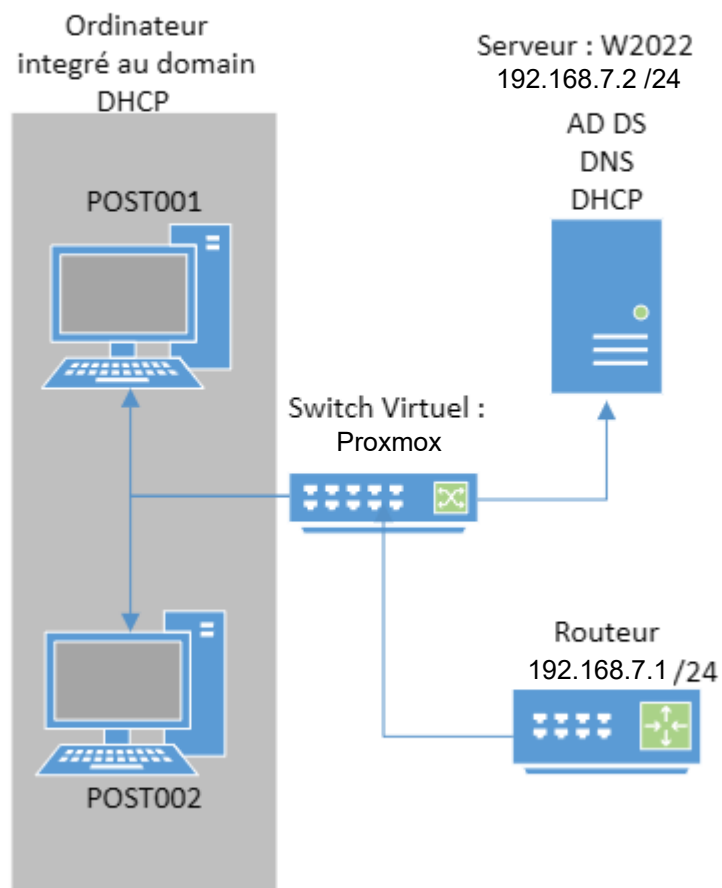 Ordinateur
integré au domain
DHCP
POST001
POST002
Serveur : W2022
192.168.7.2 /24
AD DS
DNS
DHCP
Switch Virtuel :
Proxmox
Routeur
192.168.7.1 /24